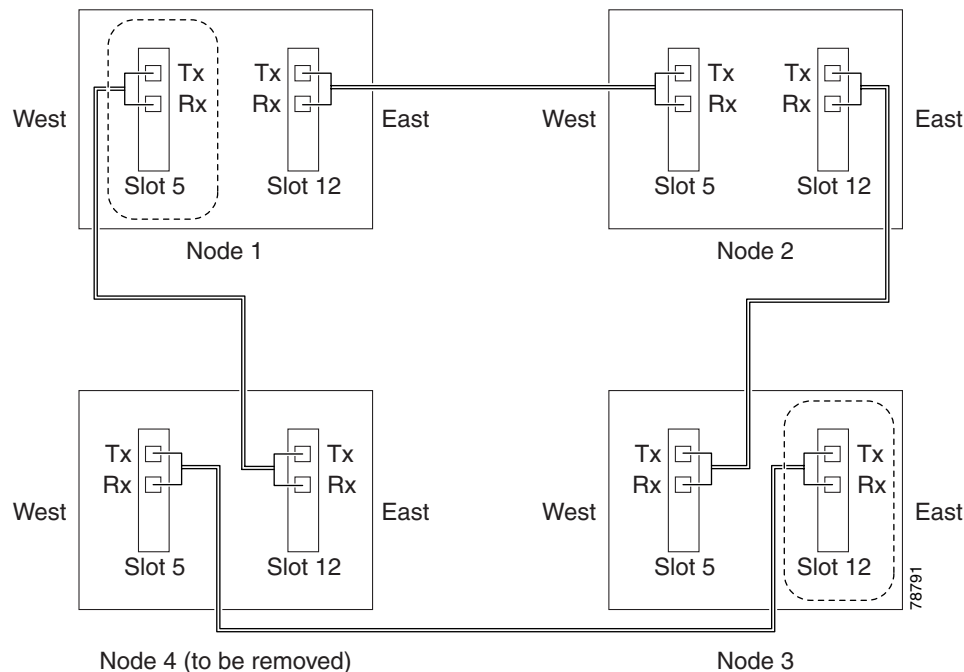 Tx Tx Tx Tx
Rx Rx Rx Rx
West East West East
Slot 5 Slot 12 Slot 5 Slot 12
Node 1 Node 2
Tx Tx Tx Tx
Rx Rx Rx Rx
West East West East
Slot 5 Slot 12 Slot 5 Slot 12
78791
Node 4 (to be removed) Node 3